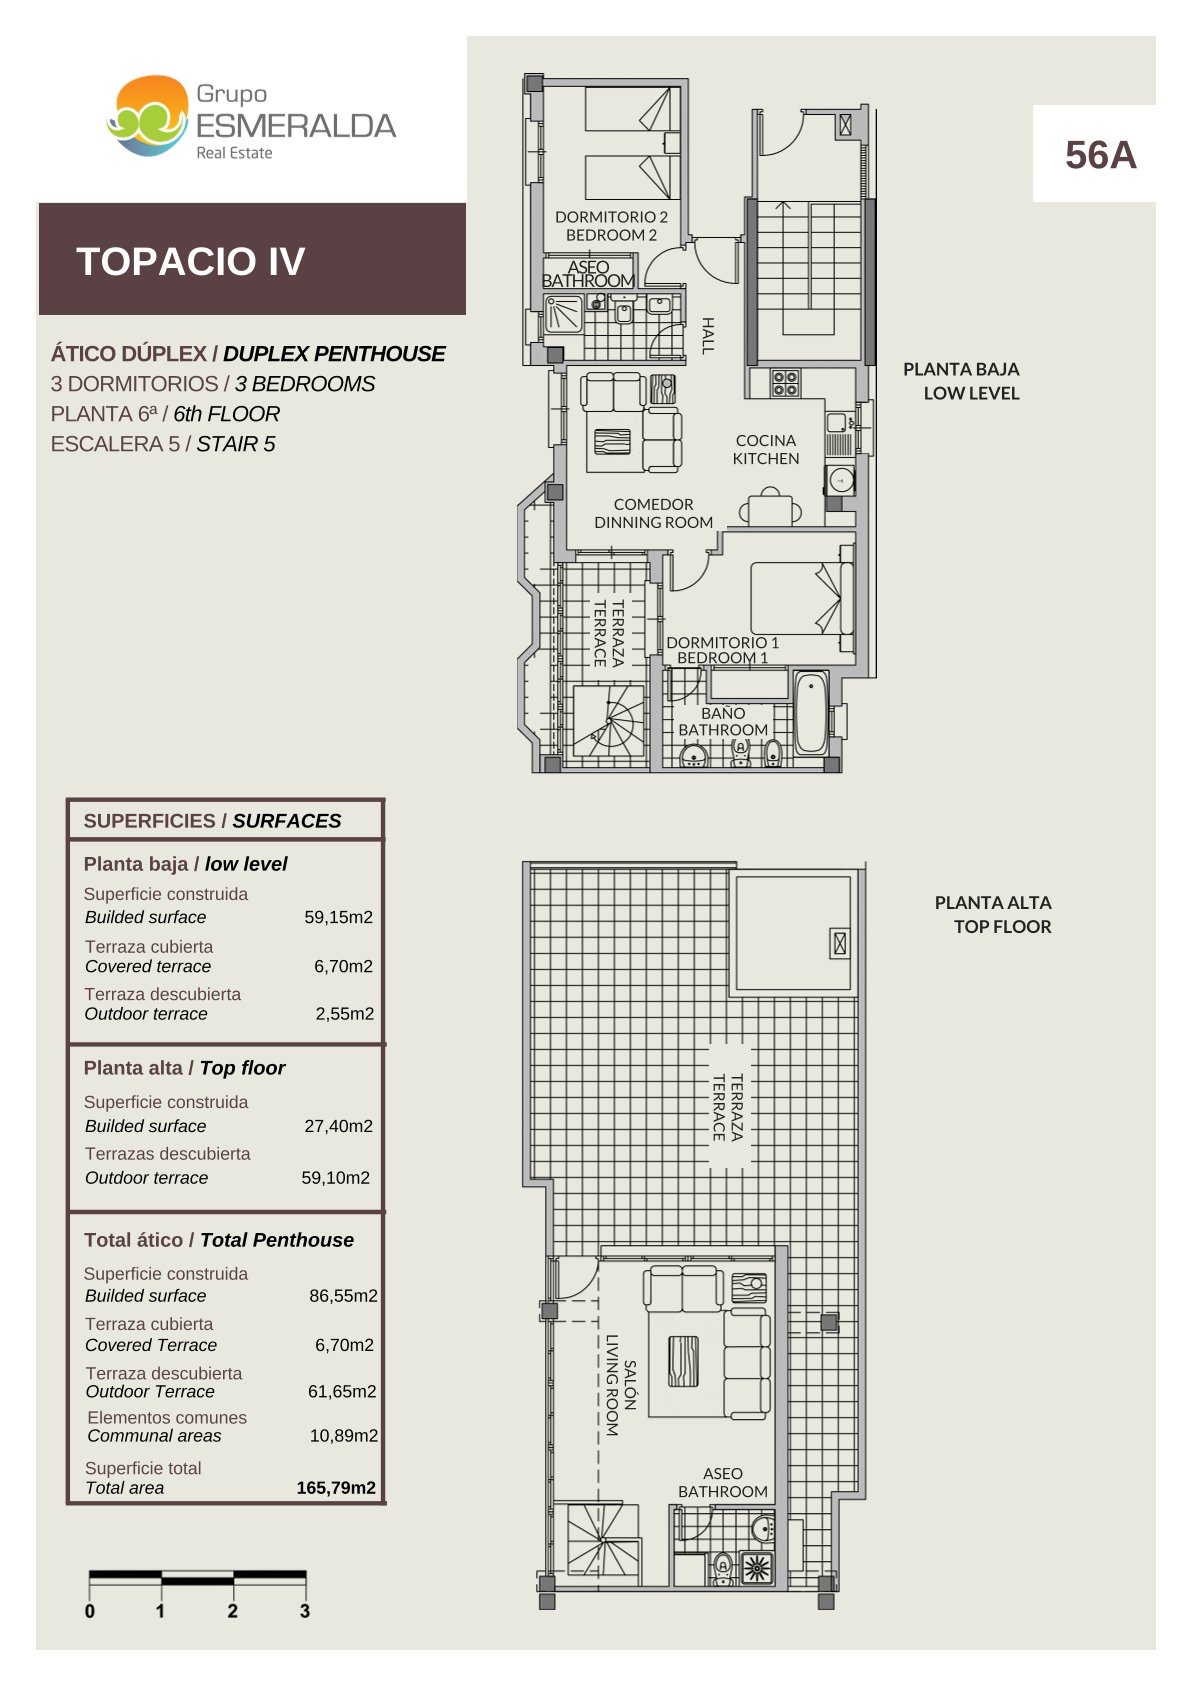 Grupo
ESMERALDA
Real Estate
56A
TOPACIO IV
ÁTICO DÚPLEX / DUPLEX PENTHOUSE
3 DORMITORIOS / 3 BEDROOMS
PLANTA 6ª / 6th FLOOR
ESCALERA 5 / STAIR 5
DORMITORIO 2
BEDROOM 2
ASEO
BATHROOM
HALL
PLANTA BAJA
LOW LEVEL
COCINA
KITCHEN
COMEDOR
DINNING ROOM
TERRAZA
TERRACE
DORMITORIO 1
BEDROOM 1
BAÑO
BATHROOM
SUPERFICIES / SURFACES
Planta baja / low level
Superficie construida
Builded surface 59,15m2
Terraza cubierta
Covered terrace 6,70m2
Terraza descubierta
Outdoor terrace 2,55m2
Planta alta / Top floor
Superficie construida
Builded surface 27,40m2
Terrazas descubierta
Outdoor terrace 59,10m2
Total ático / Total Penthouse
Superficie construida
Builded surface 86,55m2
Terraza cubierta
Covered Terrace 6,70m2
Terraza descubierta
Outdoor Terrace 61,65m2
Elementos comunes
Communal areas 10,89m2
Superficie total
Total area 165,79m2
PLANTA ALTA
TOP FLOOR
TERRAZA
TERRACE
SALÓN
LIVING ROOM
ASEO
BATHROOM
0 1 2 3